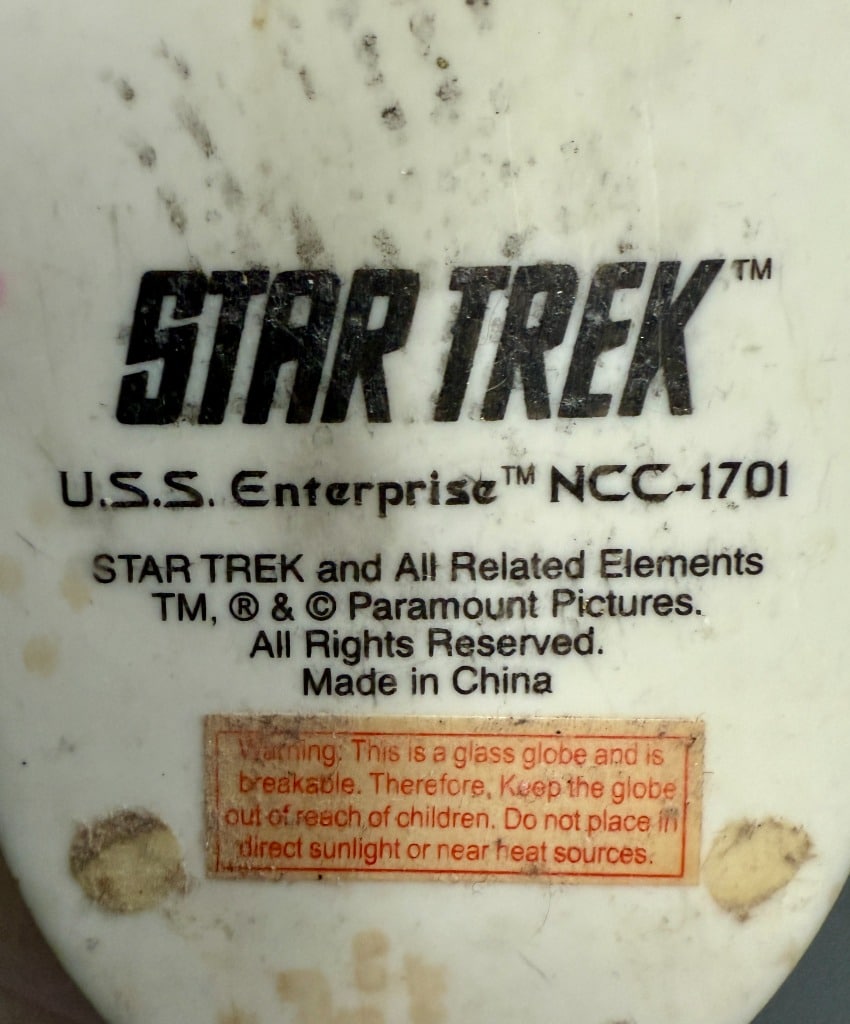 STAR TREK™
U.S.S. Enterprise™ NCC-1701
STAR TREK and All Related Elements
TM, ® & © Paramount Pictures.
All Rights Reserved.
Made in China
Warning: This is a glass globe and is
breakable. Therefore, Keep the globe
out of reach of children. Do not place in
direct sunlight or near heat sources.